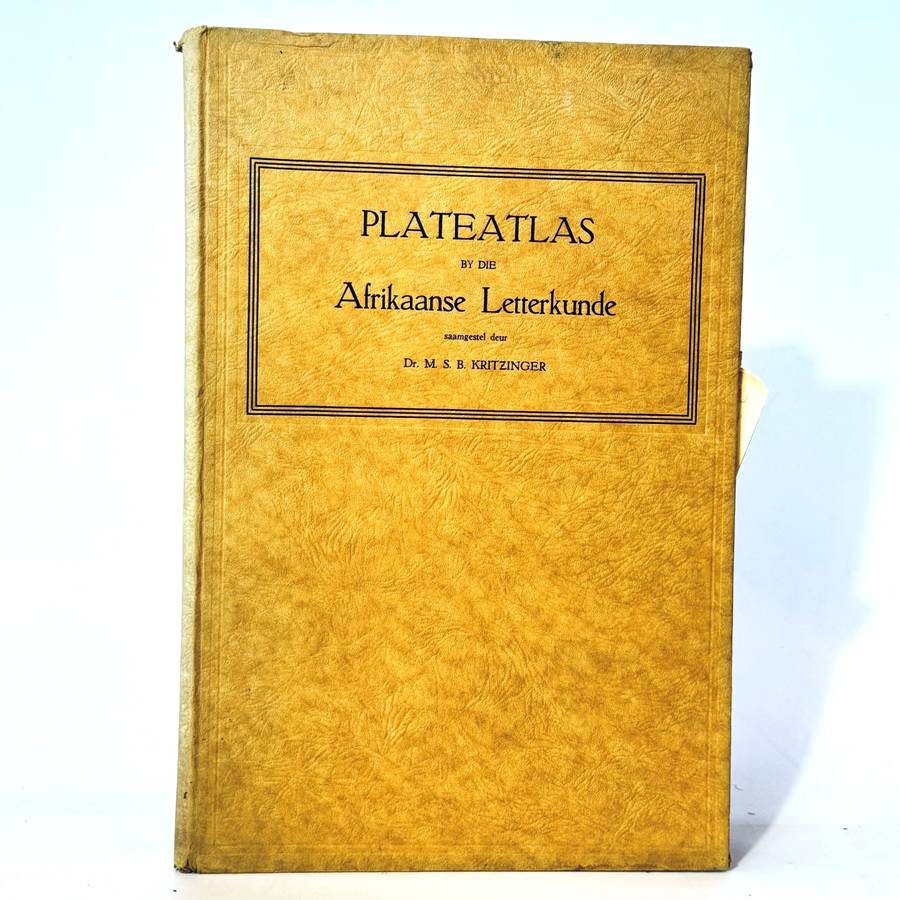 PLATEATLAS
BY DIE
Afrikaanse Letterkunde
saamgestel deur
Dr. M. S. B. KRITZINGER